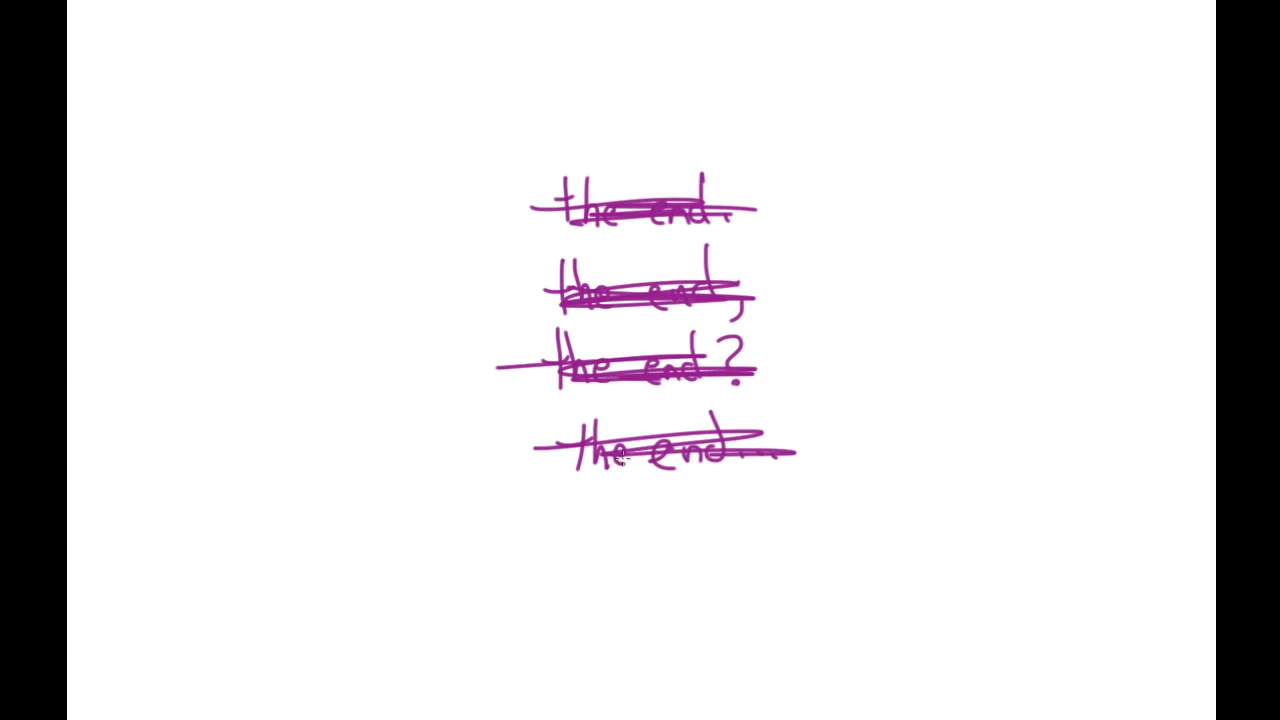 the end.
the end,
the end?
the end...